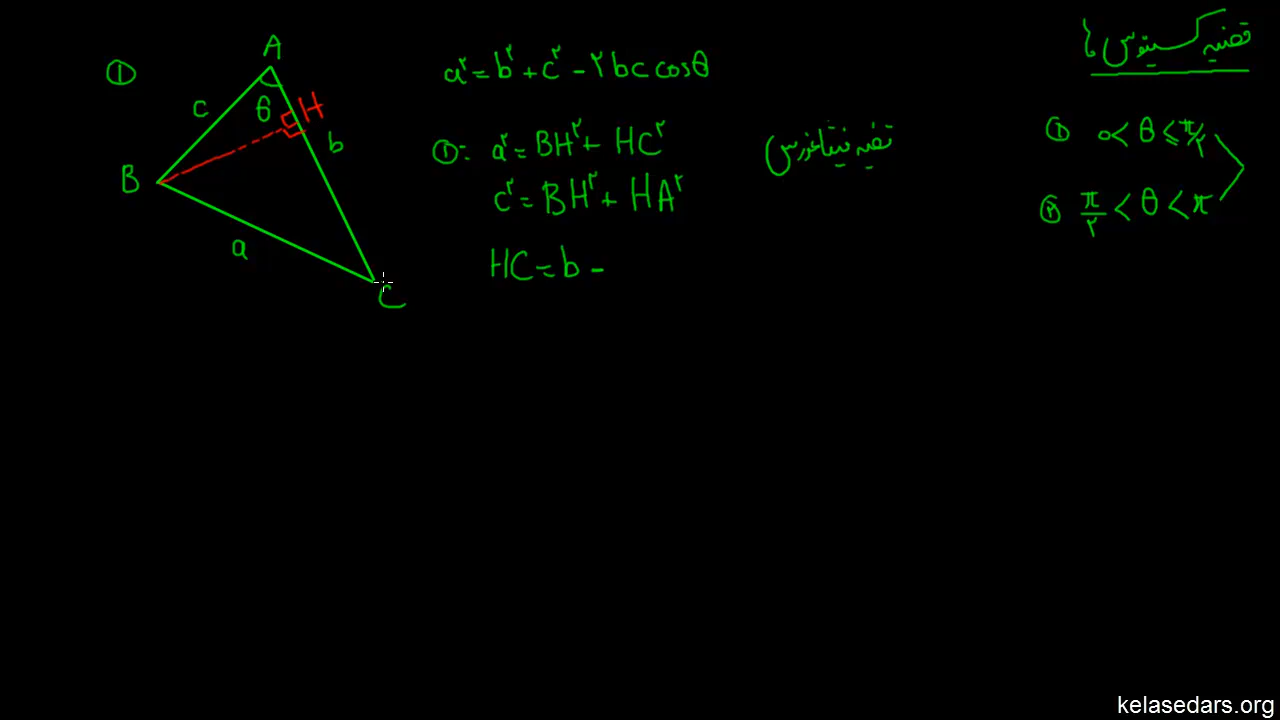 قضیه کسینوس ها
① 0 < θ ≤ π/۲
② π/۲ < θ < π
①
A
c
θ
H
b
B
a
C
a² = b² + c² - ۲bc cosθ
①: a² = BH² + HC²
قضیه فیثاغورس
c² = BH² + HA²
HC = b -
kelasedars.org